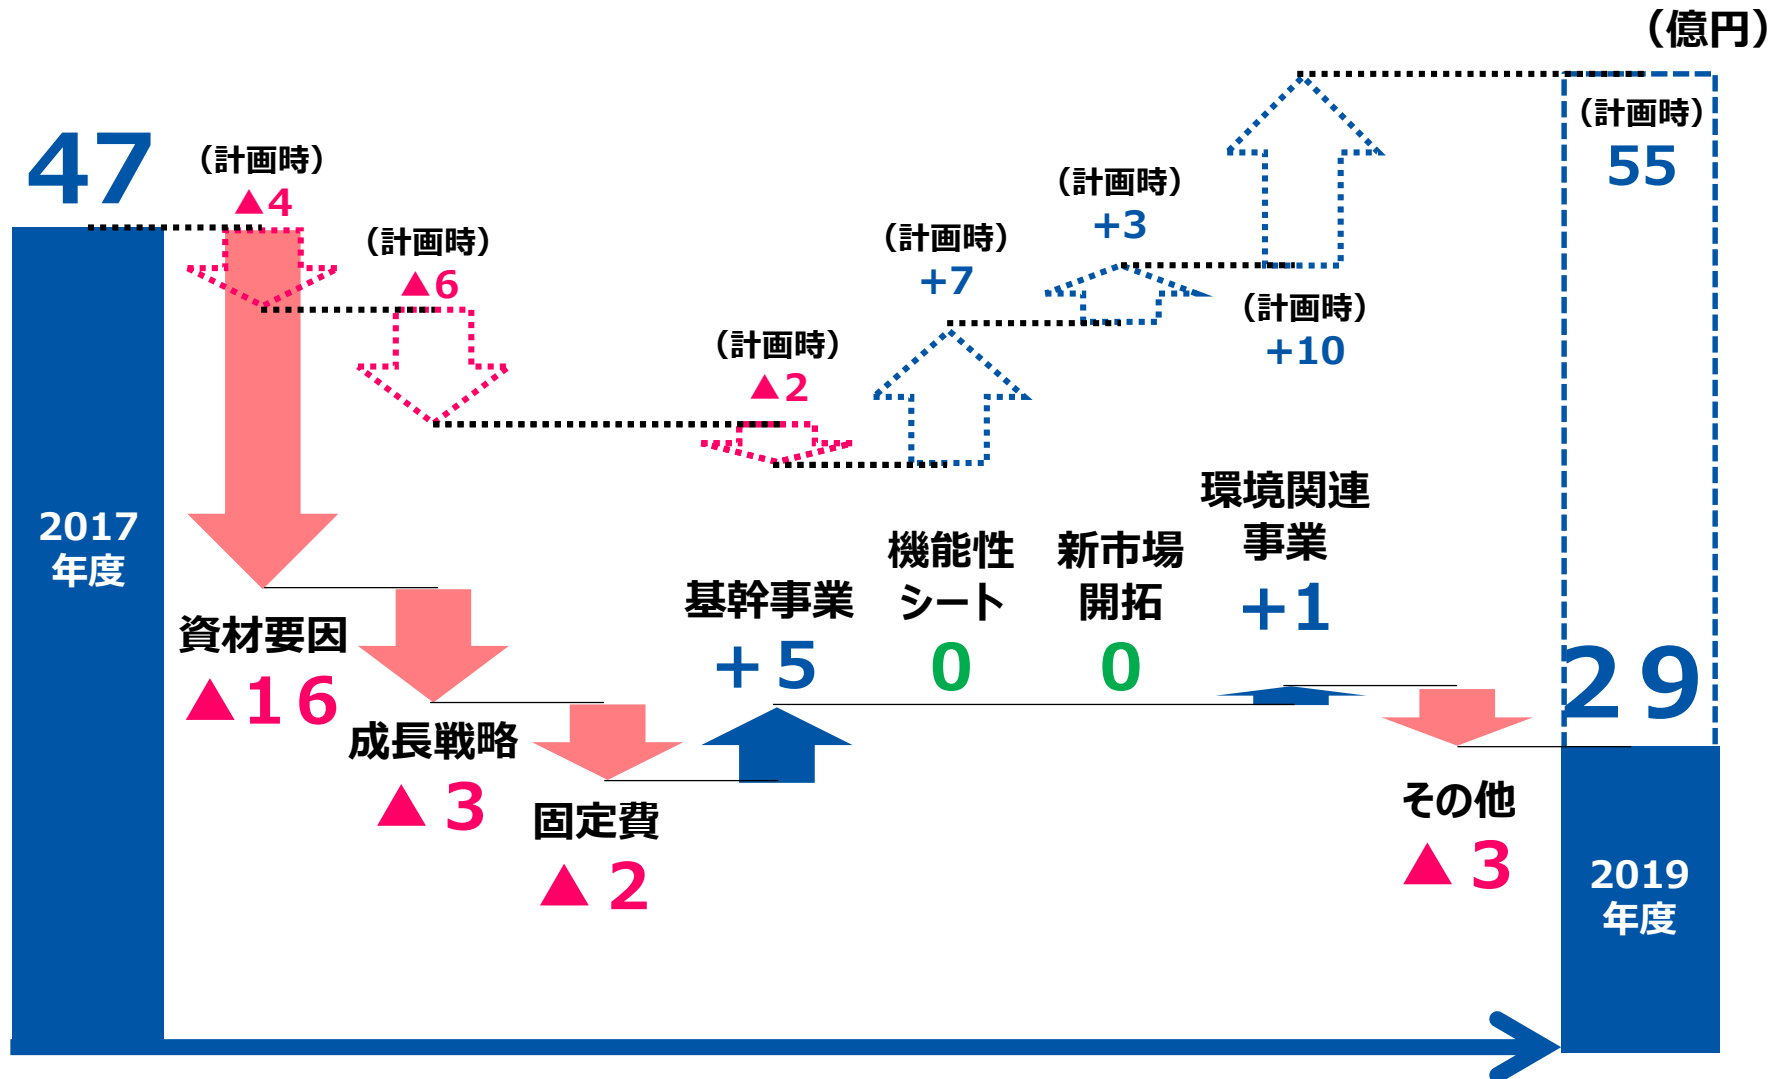 （億円）
47
（計画時）
▲4
（計画時）
▲6
（計画時）
▲2
（計画時）
+7
（計画時）
+3
（計画時）
+10
（計画時）
55
2017
年度
資材要因
▲16
成長戦略
▲3
固定費
▲2
基幹事業
+5
機能性
シート
0
新市場
開拓
0
環境関連
事業
+1
その他
▲3
29
2019
年度